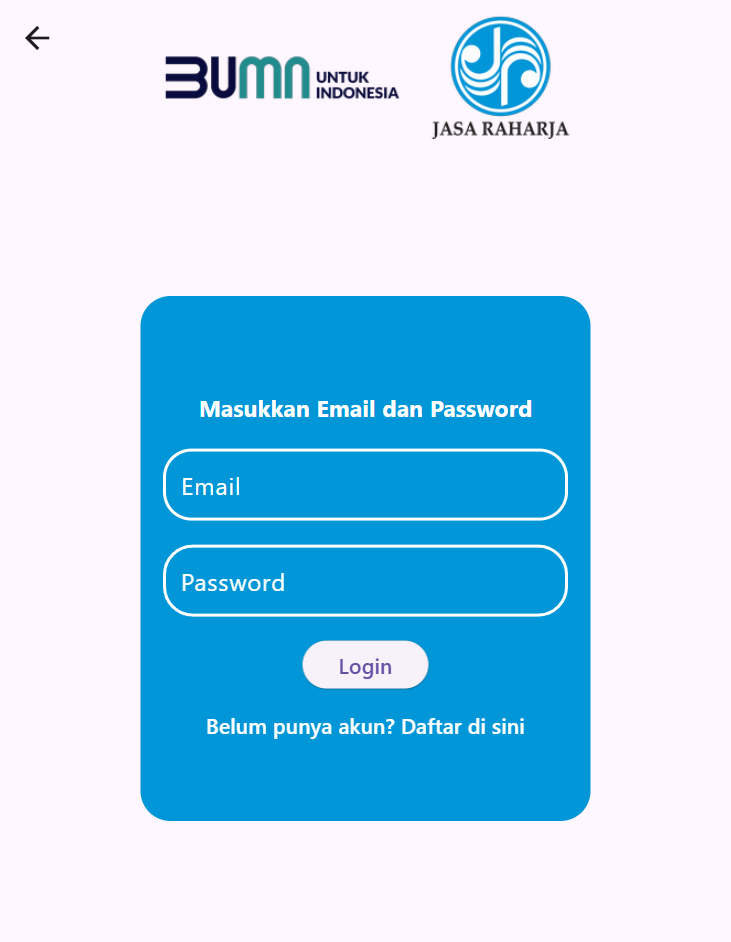 BUMN UNTUK
INDONESIA
JASA RAHARJA
Masukkan Email dan Password
Email
Password
Login
Belum punya akun? Daftar di sini